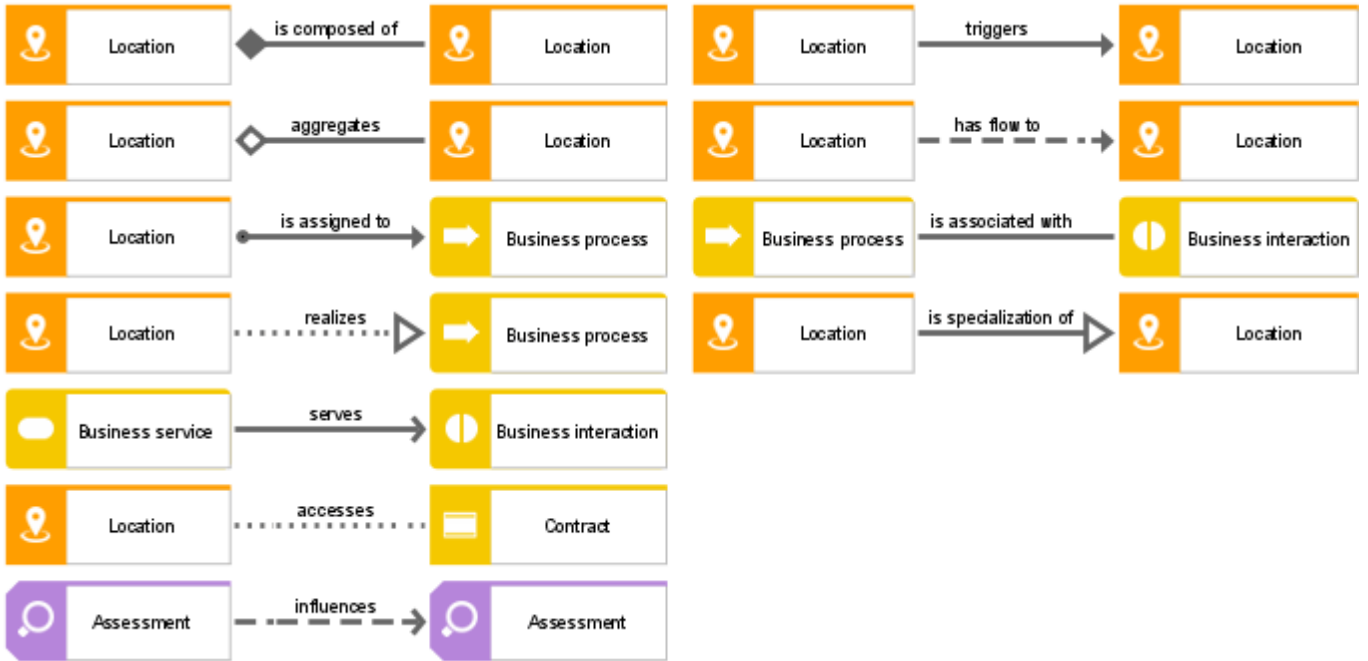 Location is composed of Location
Location aggregates Location
Location is assigned to Business process
Location realizes Business process
Business service serves Business interaction
Location accesses Contract
Assessment influences Assessment
Location triggers Location
Location has flow to Location
Business process is associated with Business interaction
Location is specialization of Location